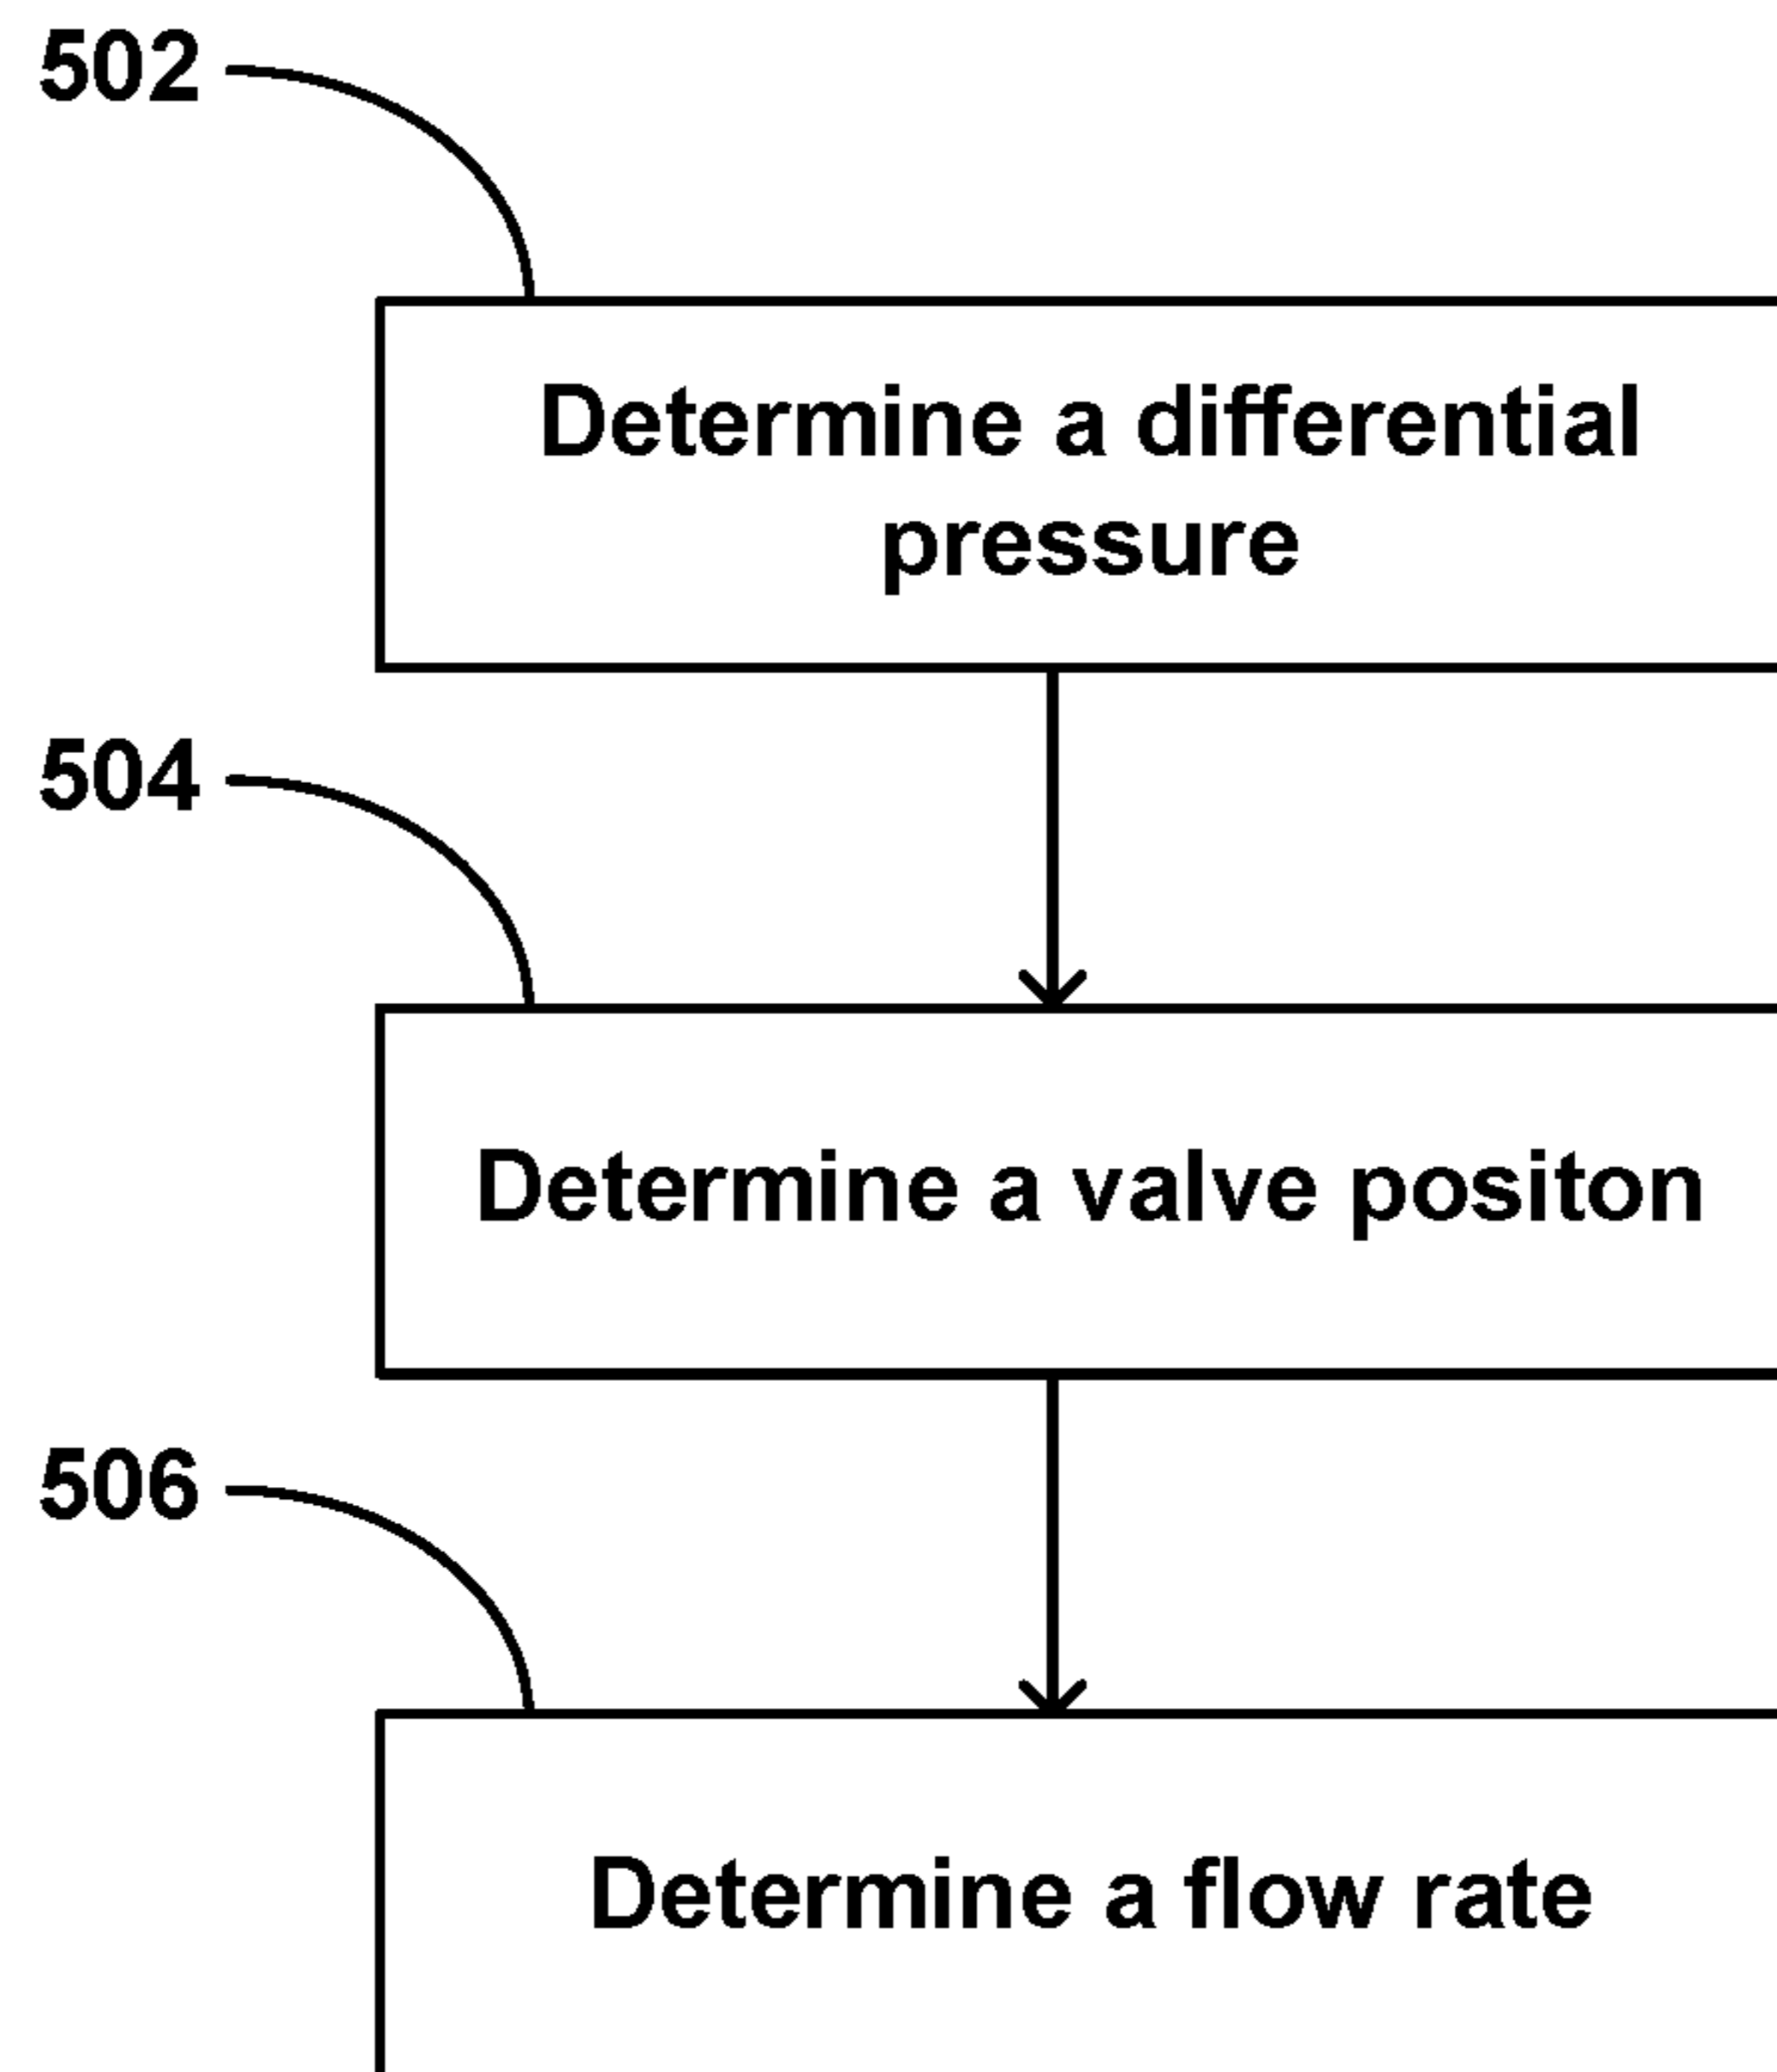 502
Determine a differential
pressure
504
Determine a valve positon
506
Determine a flow rate